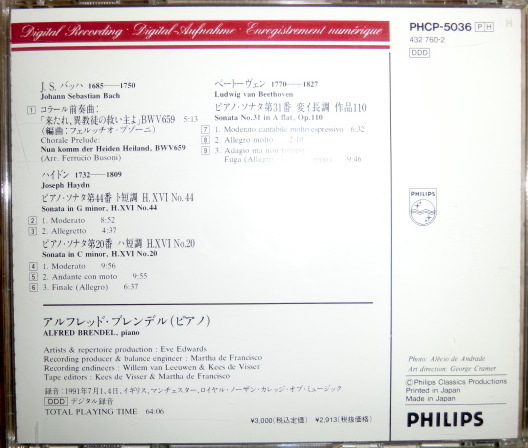 Digital Recording · Digital-Aufnahme · Enregistrement numérique
PHCP-5036 PH
432 760-2
DDD
J. S. バッハ 1685——1750
Johann Sebastian Bach
1 コラール前奏曲:
「来たれ、異教徒の救い主よ」BWV659 5:13
(編曲:フェルッチオ・ブゾーニ)
Chorale Prelude:
Nun komm der Heiden Heiland, BWV659
(Arr. Ferrucio Busoni)
ハイドン 1732——1809
Joseph Haydn
ピアノ・ソナタ第44番 ト短調 H.XVI No.44
Sonata in G minor, H.XVI No.44
2 1. Moderato 8:52
3 2. Allegretto 4:37
ピアノ・ソナタ第20番 ハ短調 H.XVI No.20
Sonata in C minor, H.XVI No.20
4 1. Moderato 9:56
5 2. Andante con moto 9:55
6 3. Finale (Allegro) 6:37
ベートーヴェン 1770——1827
Ludwig van Beethoven
ピアノ・ソナタ第31番 変イ長調 作品110
Sonata No.31 in A flat, Op.110
7 1. Moderato cantabile molto espressivo 6:32
8 2. Allegro molto
9 3. Adagio ma non
Fuga (Allegro 9:46
アルフレッド・ブレンデル(ピアノ)
ALFRED BRENDEL, piano
Artists & repertoire production : Eve Edwards
Recording producer & balance engineer : Martha de Francisco
Recording engineers : Willem van Leeuwen & Kees de Visser
Tape editors : Kees de Visser & Martha de Francisco
録音:1991年7月1、4日、イギリス、マンチェスター、ロイヤル・ノーザン・カレッジ・オブ・ミュージック
DDD デジタル録音
TOTAL PLAYING TIME 64:06
¥3,000(税込定価) ¥2,913(税抜価格)
PHILIPS
Photo: Alécio de Andrade
Art direction: George Cramer
©Philips Classics Productions
Printed in Japan
Made in Japan
PHILIPS